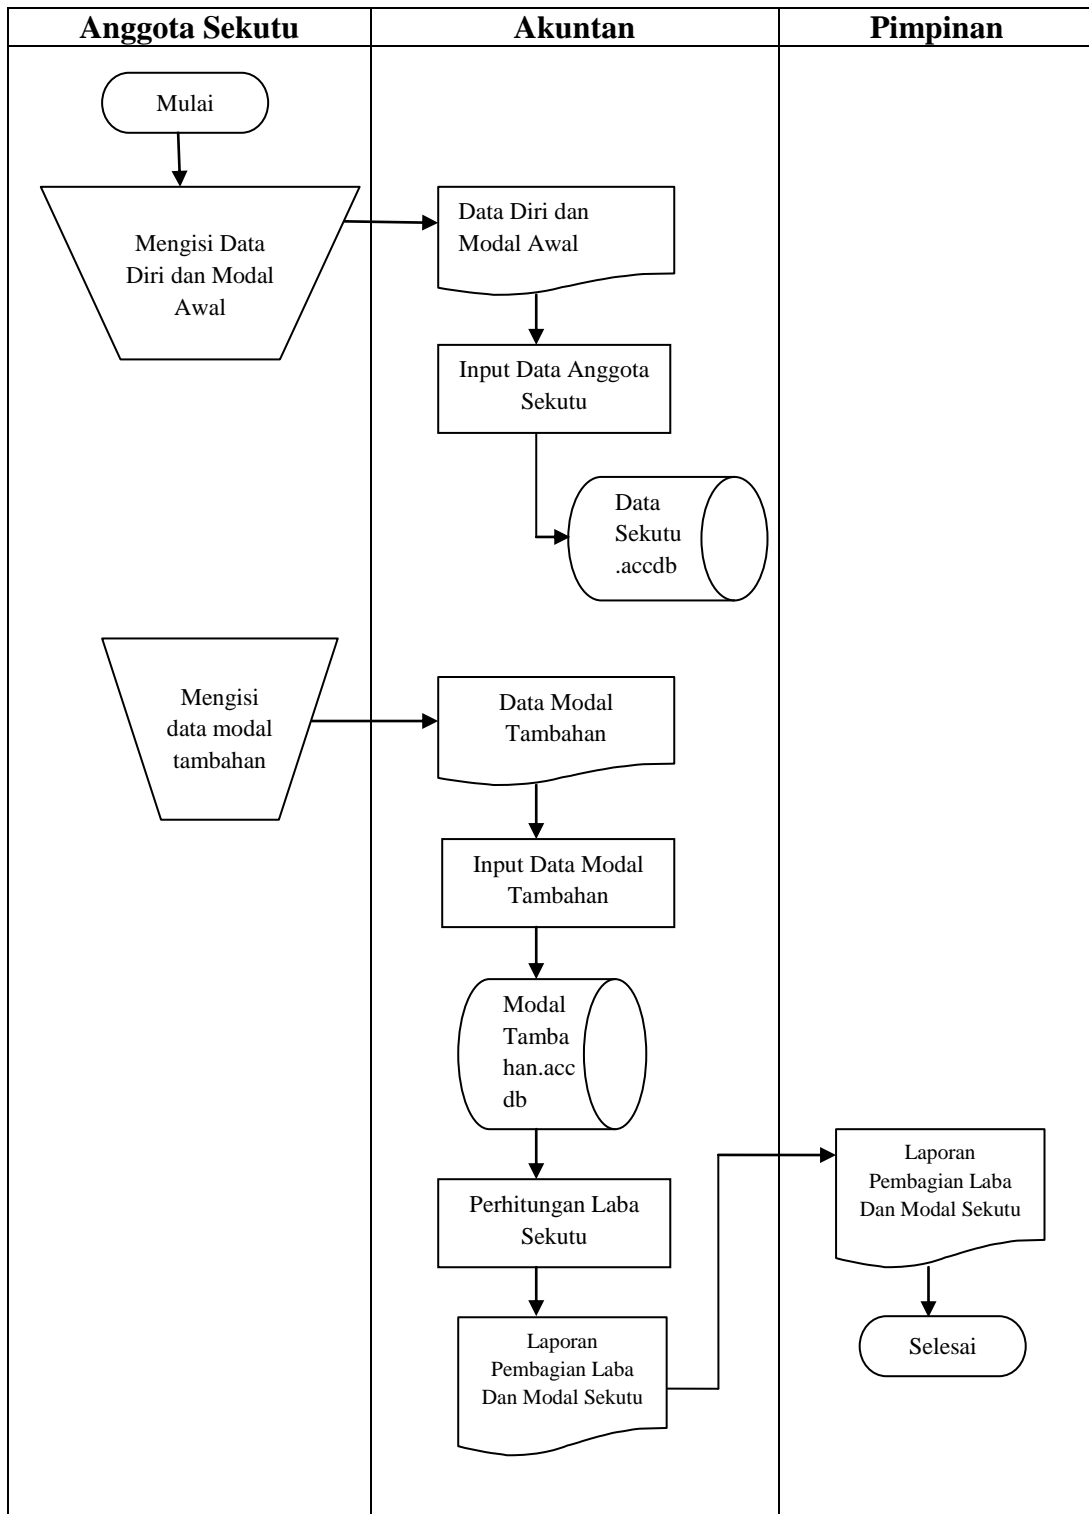 Anggota Sekutu
Akuntan
Pimpinan
Mulai
Mengisi Data
Diri dan Modal
Awal
Data Diri dan
Modal Awal
Input Data Anggota
Sekutu
Data
Sekutu
.accdb
Mengisi
data modal
tambahan
Data Modal
Tambahan
Input Data Modal
Tambahan
Modal
Tamba
han.acc
db
Perhitungan Laba
Sekutu
Laporan
Pembagian Laba
Dan Modal Sekutu
Laporan
Pembagian Laba
Dan Modal Sekutu
Selesai